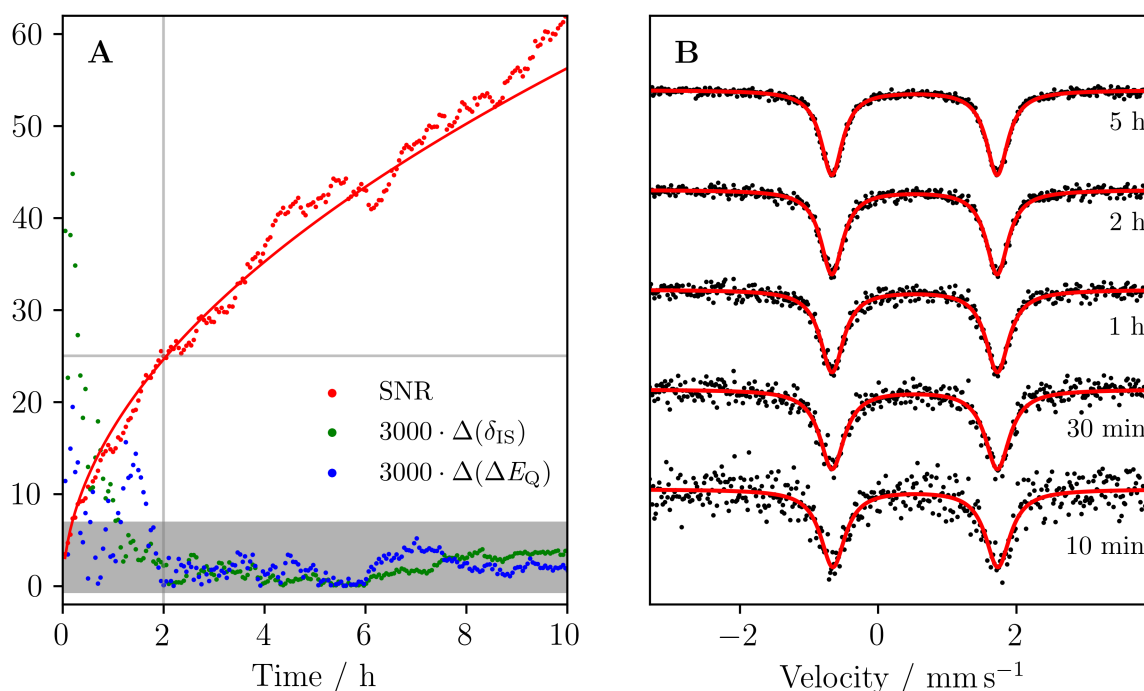 A
60
50
40
30
20
10
0
SNR
3000 · Δ(δIS)
3000 · Δ(ΔEQ)
0 2 4 6 8 10
Time / h
B
5 h
2 h
1 h
30 min
10 min
−2 0 2
Velocity / mm s−1